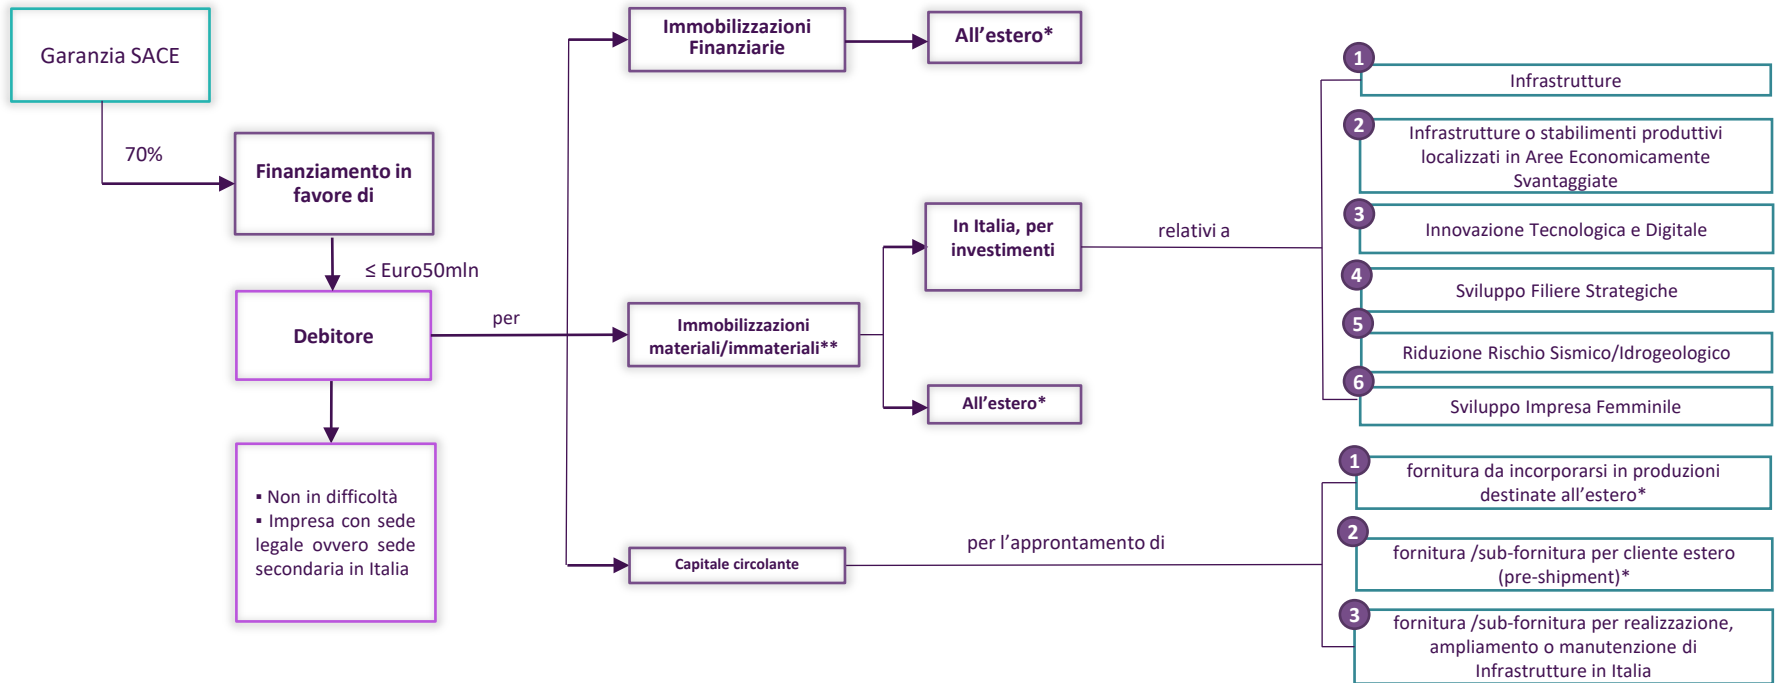 Garanzia SACE
70%
Finanziamento in
favore di
≤ Euro50mln
Debitore
▪ Non in difficoltà
▪ Impresa con sede
legale ovvero sede
secondaria in Italia
per
Immobilizzazioni
Finanziarie
All'estero*
Immobilizzazioni
materiali/immateriali**
In Italia, per
investimenti
All'estero*
relativi a
1
Infrastrutture
2
Infrastrutture o stabilimenti produttivi
localizzati in Aree Economicamente
Svantaggiate
3
Innovazione Tecnologica e Digitale
4
Sviluppo Filiere Strategiche
5
Riduzione Rischio Sismico/Idrogeologico
6
Sviluppo Impresa Femminile
Capitale circolante
per l'approntamento di
1
fornitura da incorporarsi in produzioni
destinate all'estero*
2
fornitura /sub-fornitura per cliente estero
(pre-shipment)*
3
fornitura /sub-fornitura per realizzazione,
ampliamento o manutenzione di
Infrastrutture in Italia